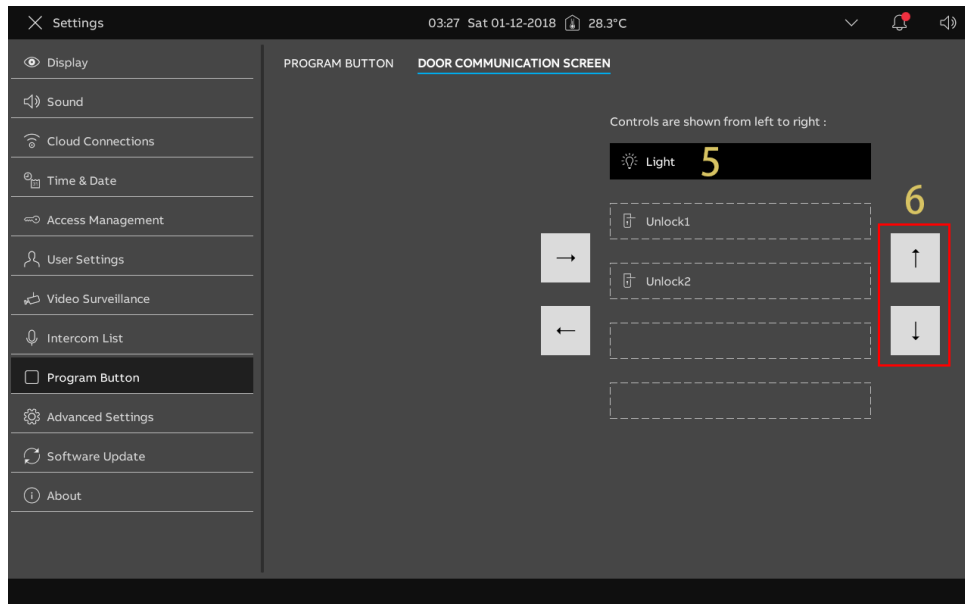 Settings
03:27 Sat 01-12-2018 28.3°C
Display
Sound
Cloud Connections
Time & Date
Access Management
User Settings
Video Surveillance
Intercom List
Program Button
Advanced Settings
Software Update
About
PROGRAM BUTTON DOOR COMMUNICATION SCREEN
Controls are shown from left to right :
Light 5
Unlock1
Unlock2
6
→
←
↑
↓